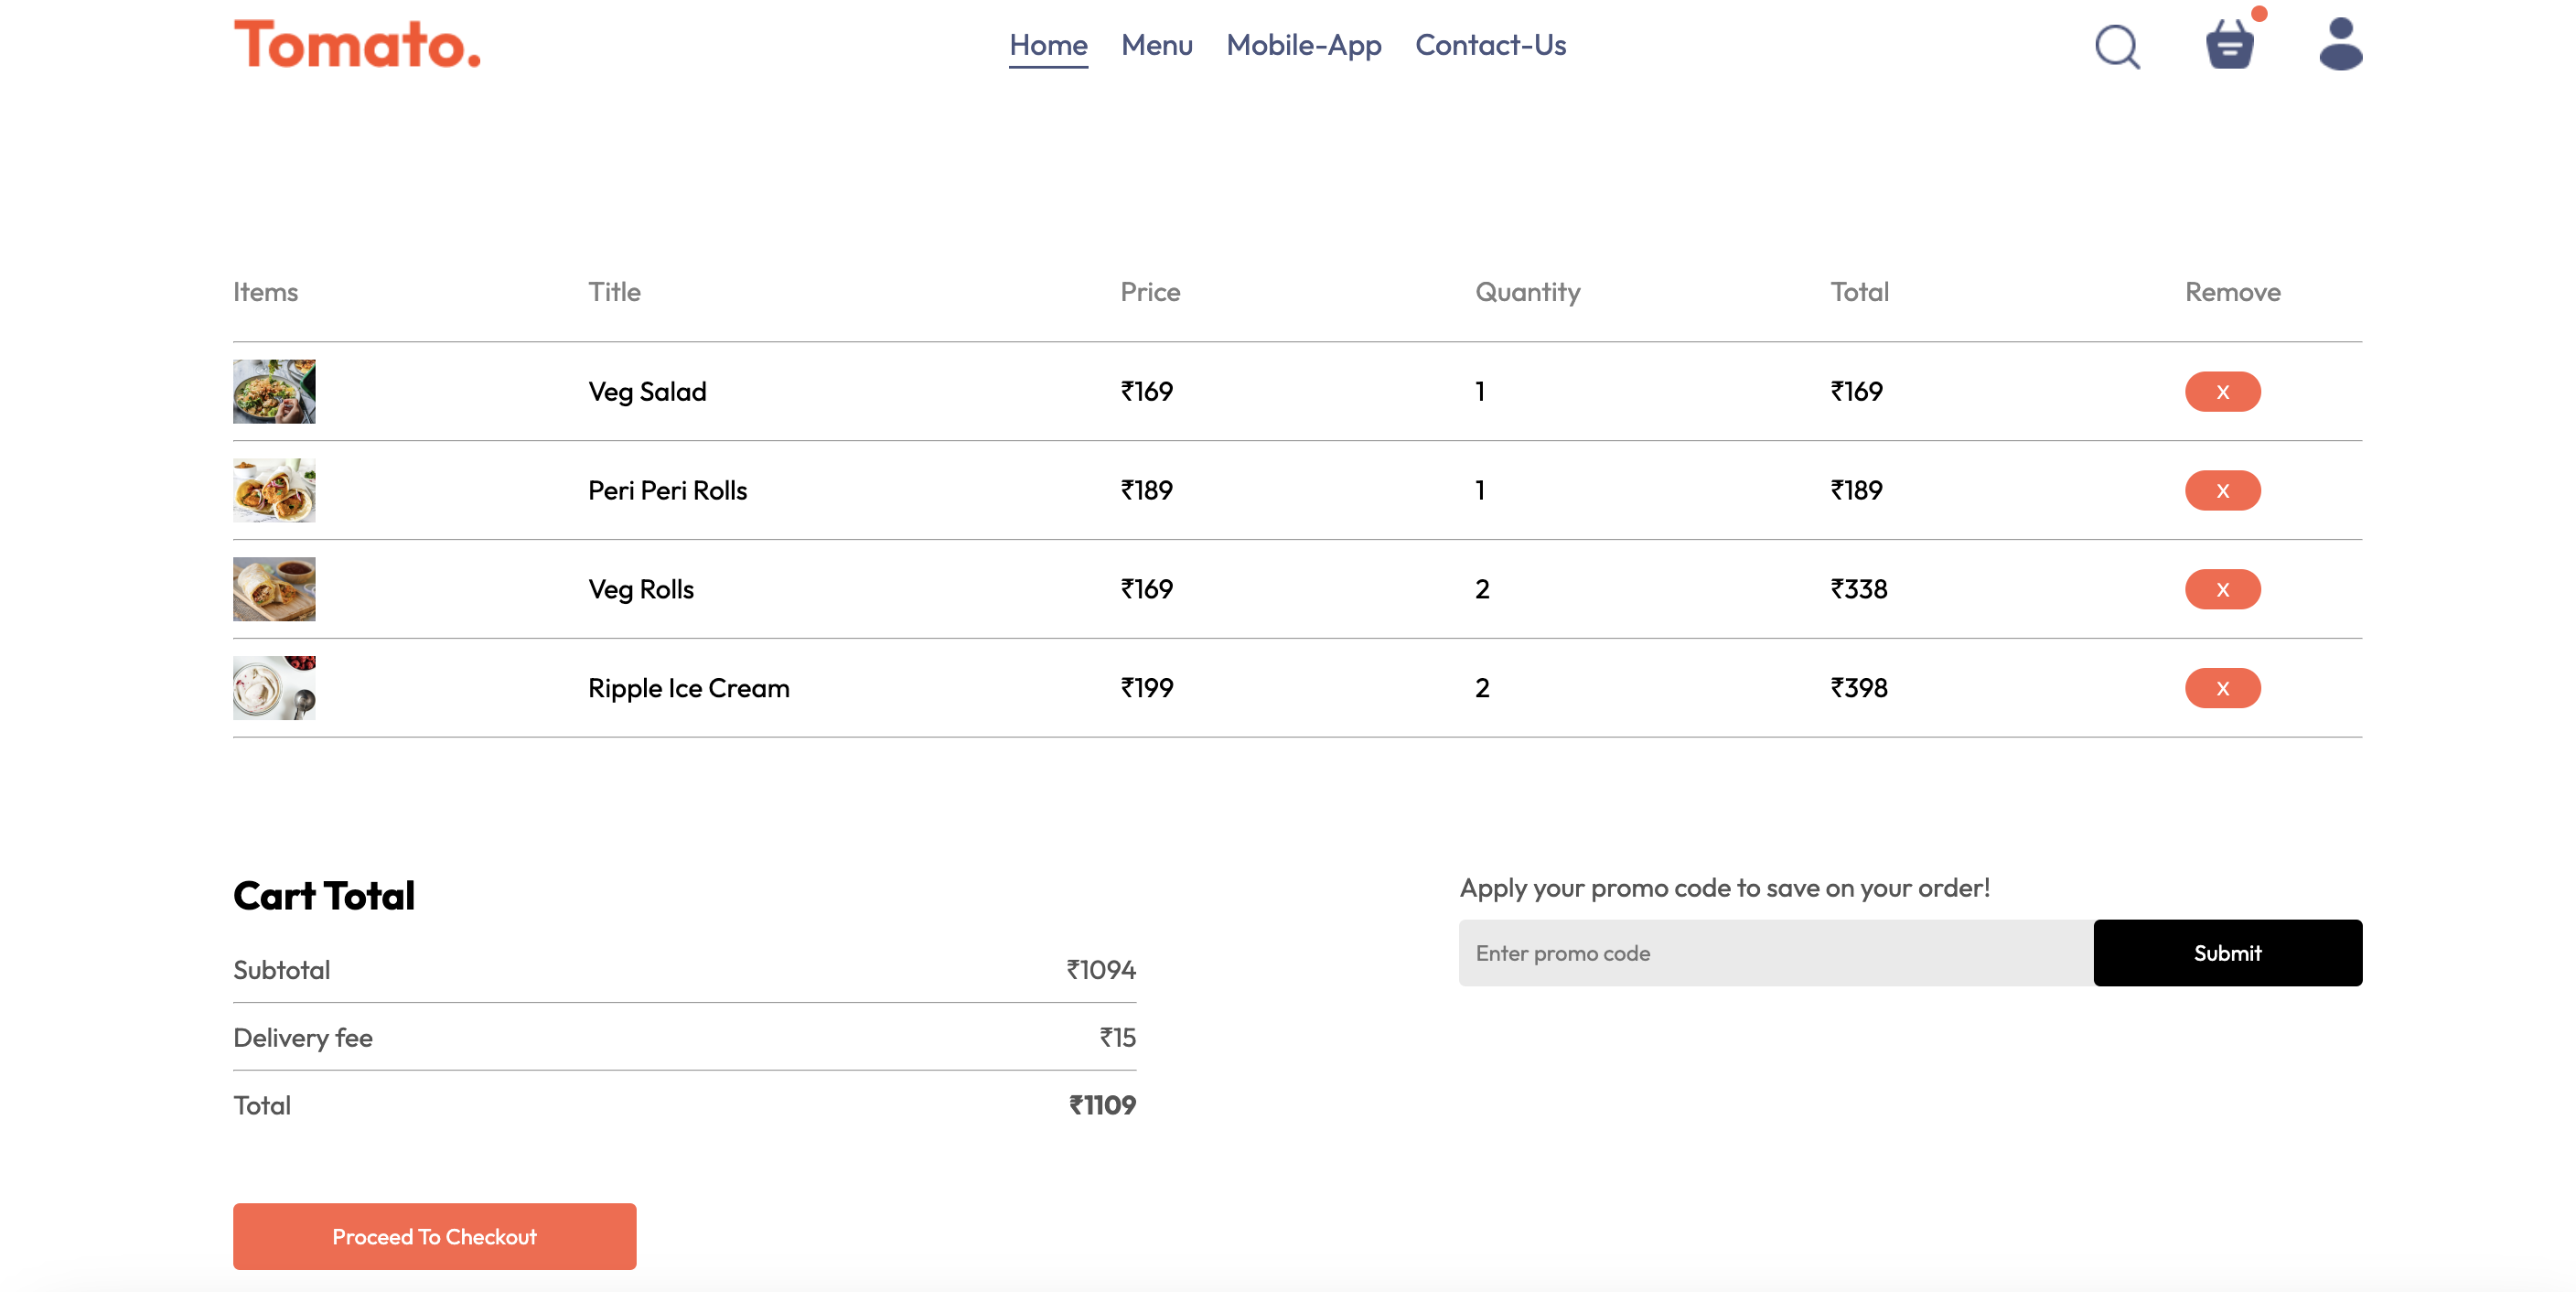 Tomato.
Home Menu Mobile-App Contact-Us
Items Title Price Quantity Total Remove
Veg Salad ₹169 1 ₹169 X
Peri Peri Rolls ₹189 1 ₹189 X
Veg Rolls ₹169 2 ₹338 X
Ripple Ice Cream ₹199 2 ₹398 X
Cart Total
Subtotal ₹1094
Delivery fee ₹15
Total ₹1109
Proceed To Checkout
Apply your promo code to save on your order!
Enter promo code Submit